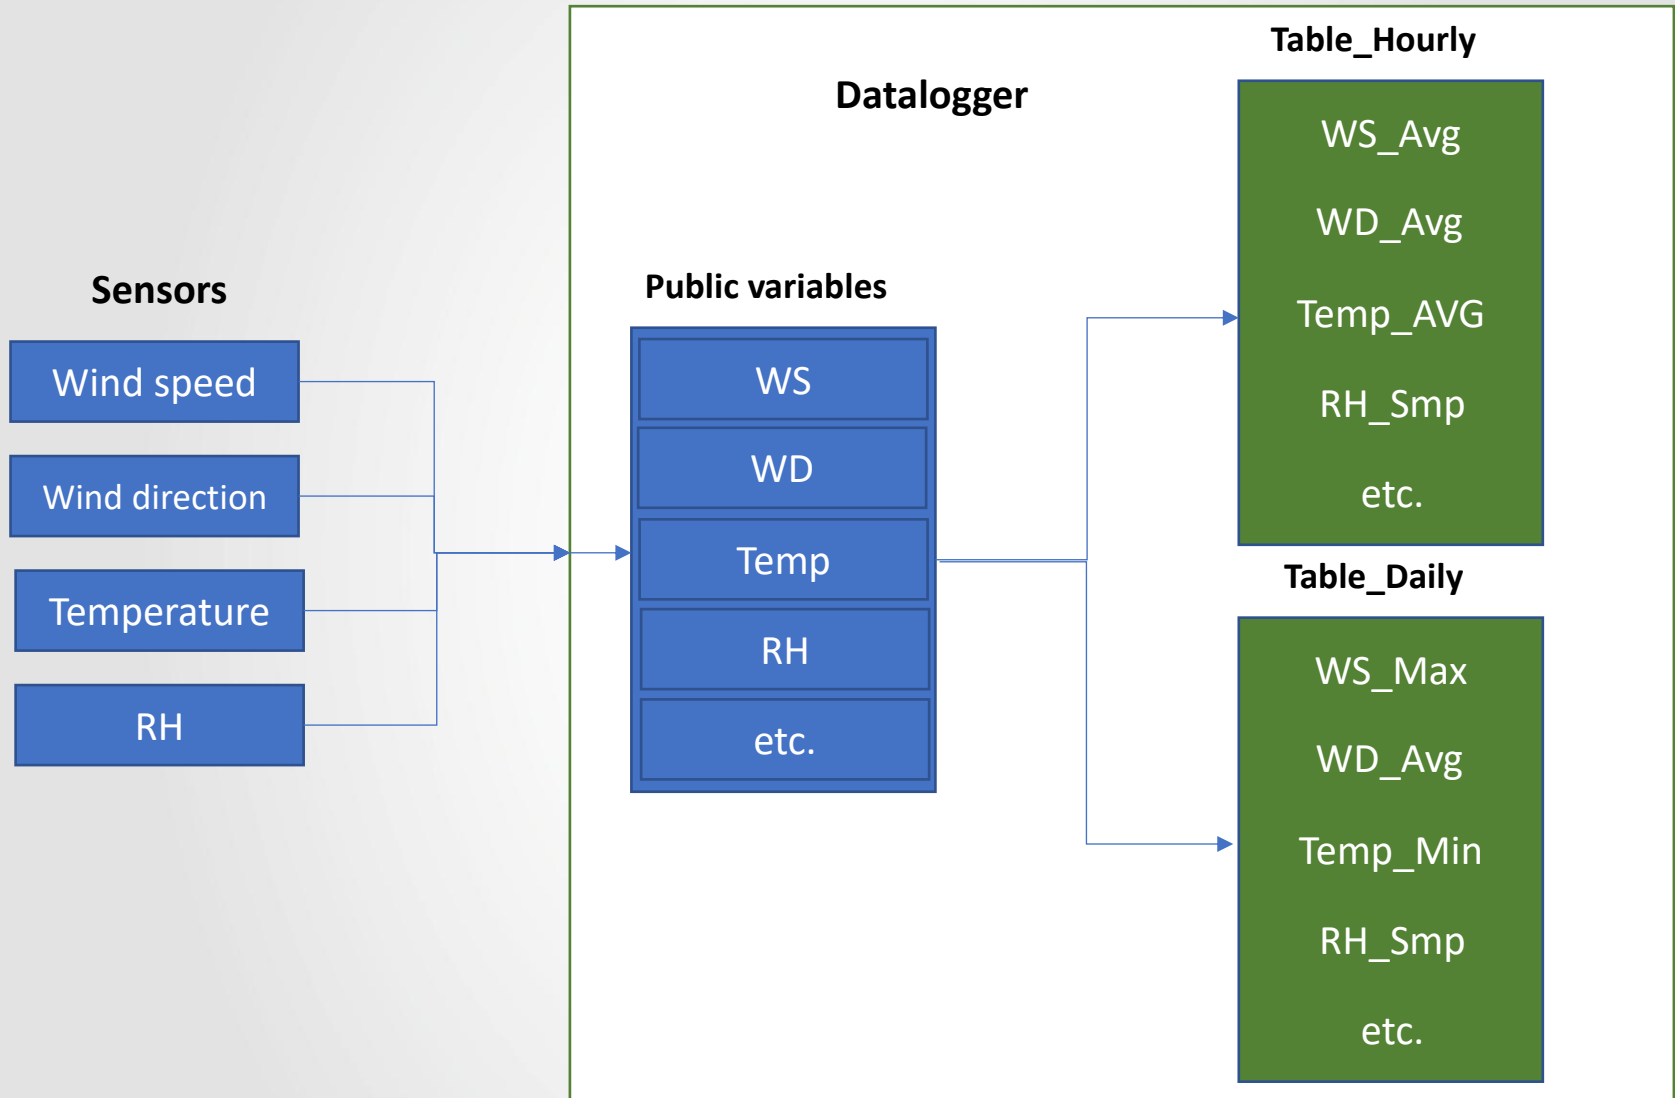 Sensors
Wind speed
Wind direction
Temperature
RH
Datalogger
Public variables
WS
WD
Temp
RH
etc.
Table_Hourly
WS_Avg
WD_Avg
Temp_AVG
RH_Smp
etc.
Table_Daily
WS_Max
WD_Avg
Temp_Min
RH_Smp
etc.